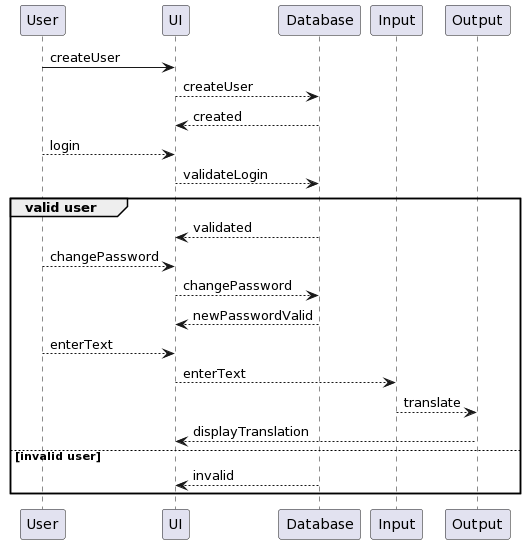 User UI Database Input Output
createUser
createUser
created
login
validateLogin
valid user
validated
changePassword
changePassword
newPasswordValid
enterText
enterText
translate
displayTranslation
[invalid user]
invalid
User UI Database Input Output